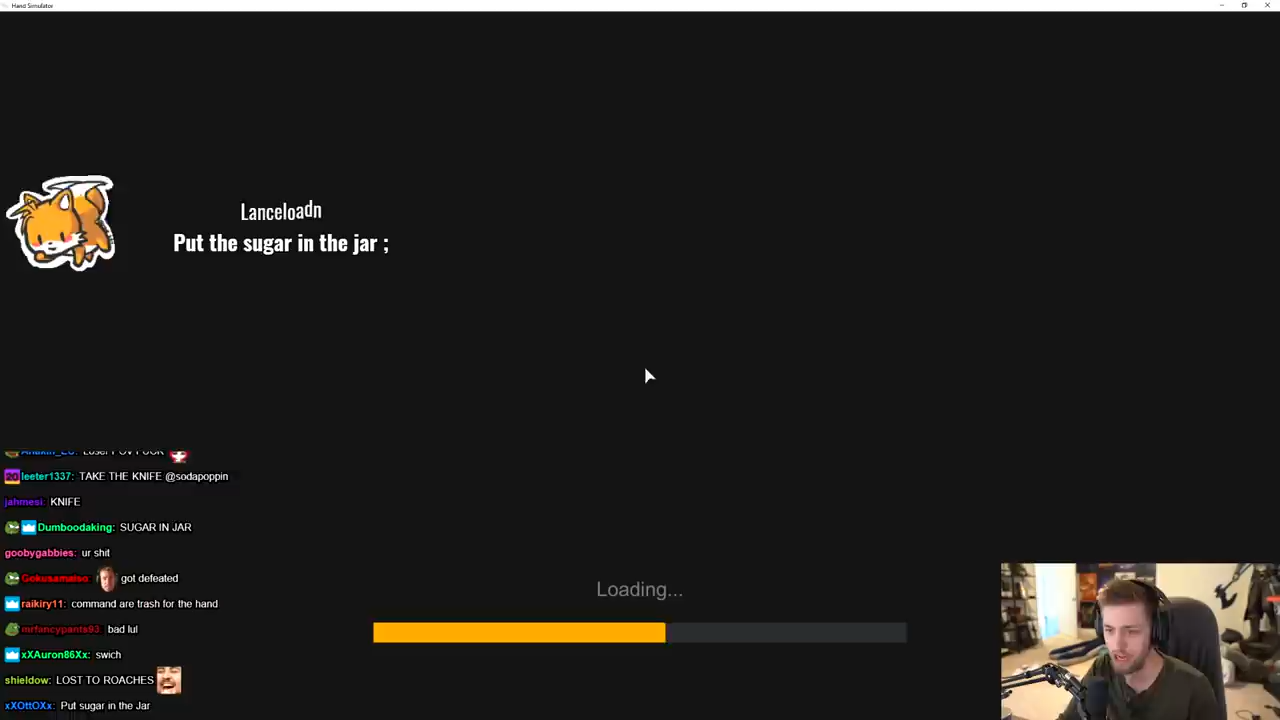 Hand Simulator
Lanceloadn
Put the sugar in the jar ;
leeter1337: TAKE THE KNIFE @sodapoppin
jahmesi: KNIFE
Dumboodaking: SUGAR IN JAR
goobygabbies: ur shit
Gokusamaiso: got defeated
raikiry11: command are trash for the hand
mrfancypants93: bad lul
xXAuron86Xx: swich
shieldow: LOST TO ROACHES
xXOttOXx: Put sugar in the Jar
Loading...